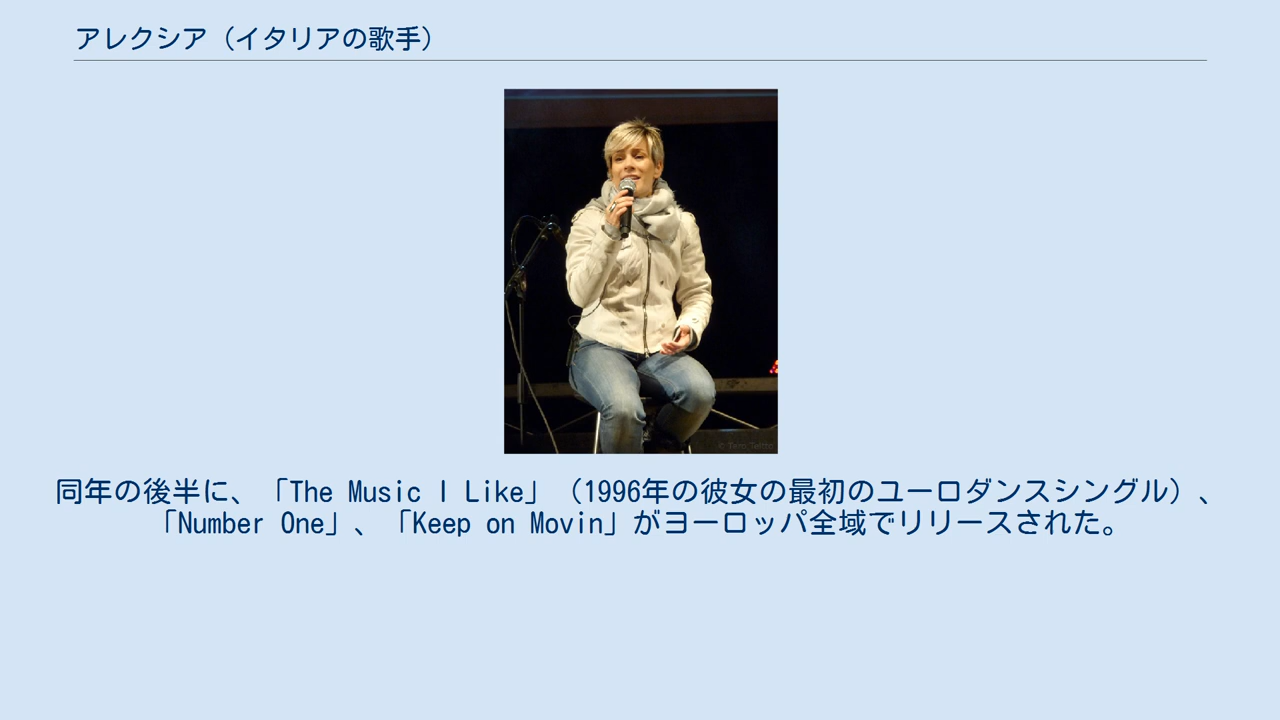 アレクシア（イタリアの歌手）
同年の後半に、「The Music I Like」（1996年の彼女の最初のユーロダンスシングル）、
「Number One」、「Keep on Movin」がヨーロッパ全域でリリースされた。